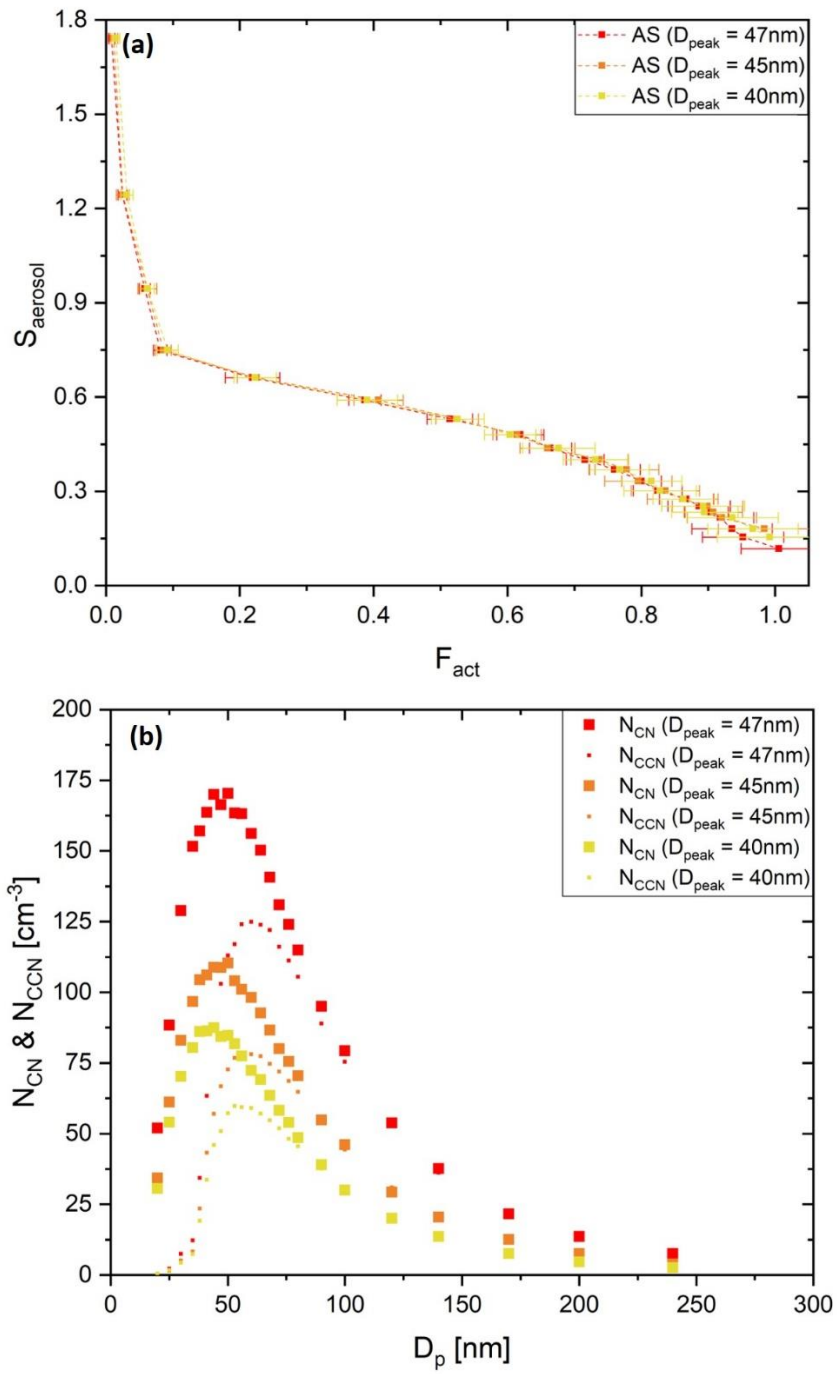 (a)
AS (Dpeak = 47nm)
AS (Dpeak = 45nm)
AS (Dpeak = 40nm)
1.8
1.5
1.2
0.9
0.6
0.3
0.0
Saerosol
0.0 0.2 0.4 0.6 0.8 1.0
Fact
(b)
NCN (Dpeak = 47nm)
NCCN (Dpeak = 47nm)
NCN (Dpeak = 45nm)
NCCN (Dpeak = 45nm)
NCN (Dpeak = 40nm)
NCCN (Dpeak = 40nm)
200
175
150
125
100
75
50
25
0
NCN & NCCN [cm-3]
0 50 100 150 200 250 300
Dp [nm]